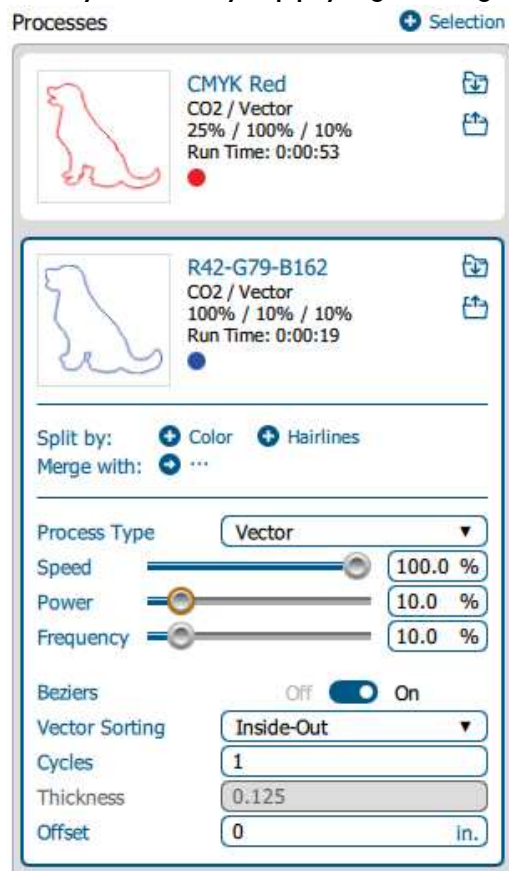 Processes Selection
CMYK Red
CO2 / Vector
25% / 100% / 10%
Run Time: 0:00:53
R42-G79-B162
CO2 / Vector
100% / 10% / 10%
Run Time: 0:00:19
Split by: Color Hairlines
Merge with: ...
Process Type Vector
Speed 100.0 %
Power 10.0 %
Frequency 10.0 %
Beziers Off On
Vector Sorting Inside-Out
Cycles 1
Thickness 0.125
Offset 0 in.